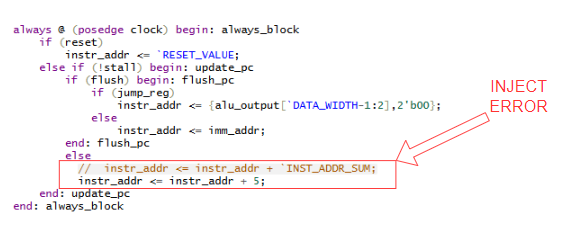 always @ (posedge clock) begin: always_block
if (reset)
instr_addr <= `RESET_VALUE;
else if (!stall) begin: update_pc
if (flush) begin: flush_pc
if (jump_reg)
instr_addr <= {alu_output[`DATA_WIDTH-1:2],2'b00};
else
instr_addr <= imm_addr;
end: flush_pc
else
// instr_addr <= instr_addr + `INST_ADDR_SUM;
instr_addr <= instr_addr + 5;
end: update_pc
end: always_block
INJECT
ERROR